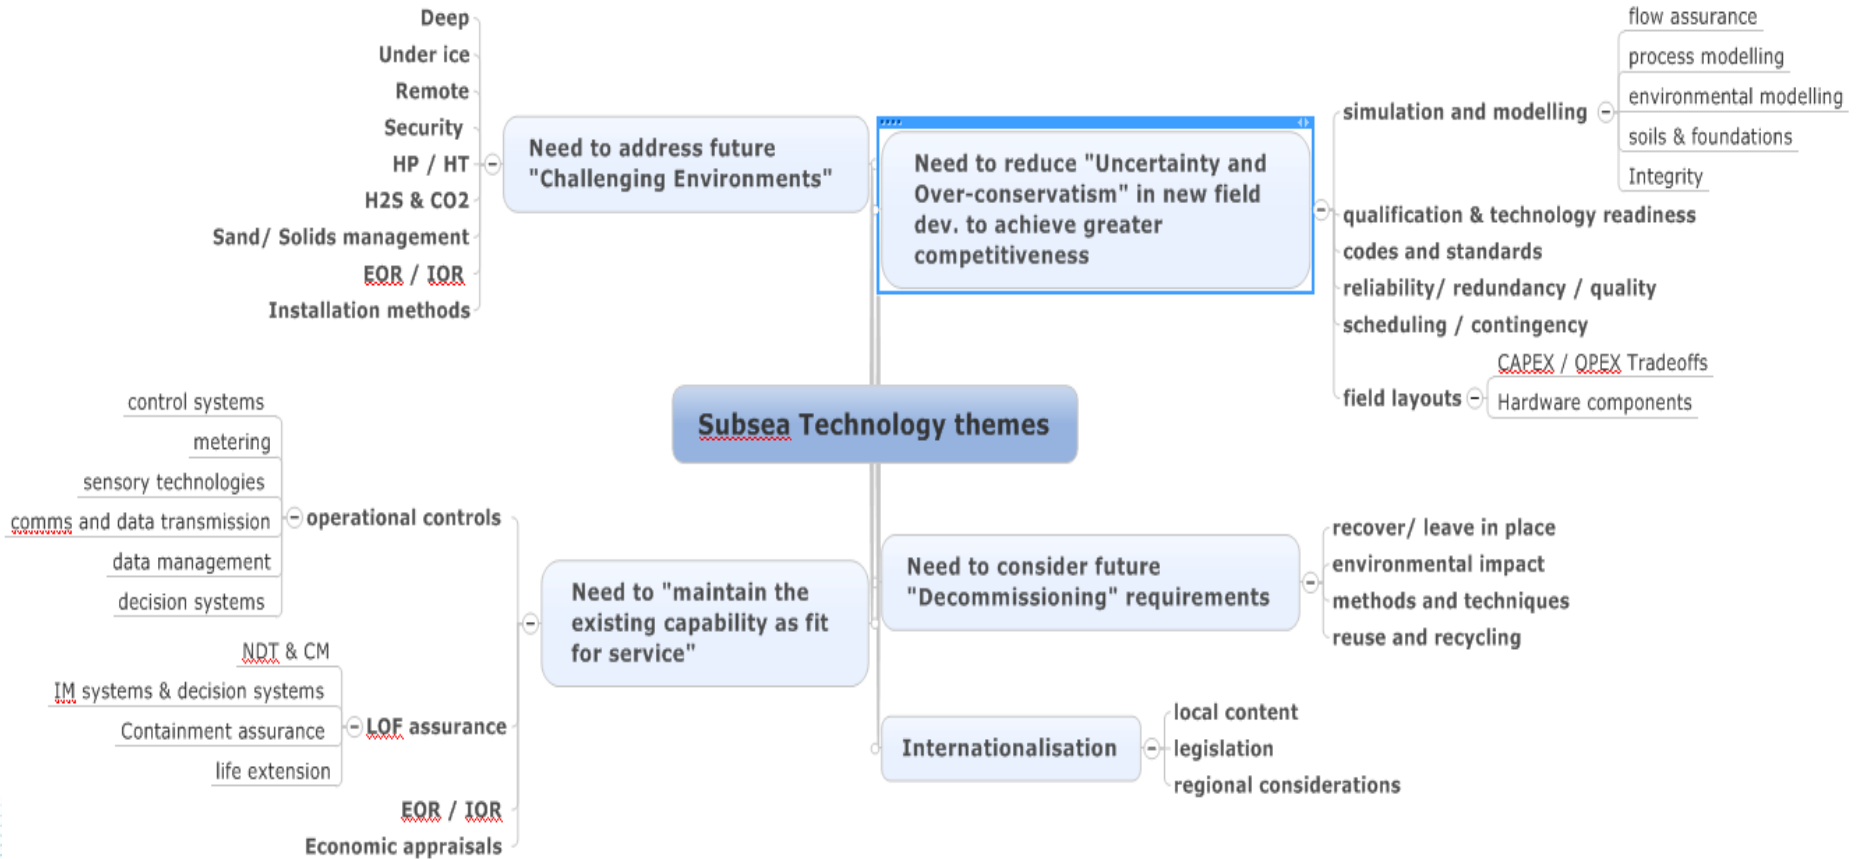 Deep
Under ice
Remote
Security
HP / HT
H2S & CO2
Sand/ Solids management
EOR / IOR
Installation methods
Need to address future
"Challenging Environments"
Need to reduce "Uncertainty and
Over-conservatism" in new field
dev. to achieve greater
competitiveness
simulation and modelling
flow assurance
process modelling
environmental modelling
soils & foundations
Integrity
qualification & technology readiness
codes and standards
reliability/ redundancy / quality
scheduling / contingency
field layouts
CAPEX / OPEX Tradeoffs
Hardware components
Subsea Technology themes
control systems
metering
sensory technologies
comms and data transmission
data management
decision systems
operational controls
NDT & CM
IM systems & decision systems
Containment assurance
life extension
LOF assurance
EOR / IOR
Economic appraisals
Need to "maintain the
existing capability as fit
for service"
Need to consider future
"Decommissioning" requirements
recover/ leave in place
environmental impact
methods and techniques
reuse and recycling
Internationalisation
local content
legislation
regional considerations